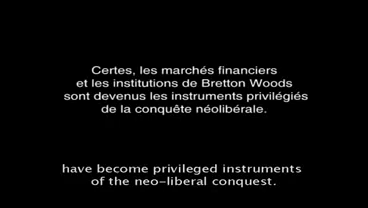 Certes, les marchés financiers
et les institutions de Bretton Woods
sont devenus les instruments privilégiés
de la conquête néolibérale.
have become privileged instruments
of the neo-liberal conquest.